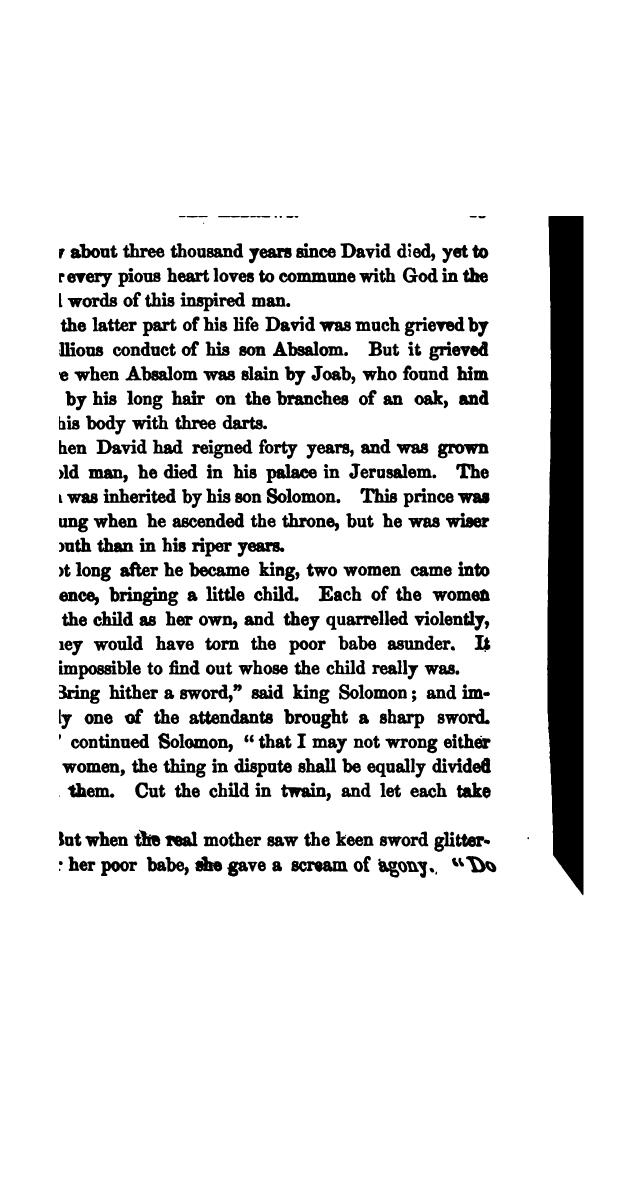 about three thousand years since David died, yet to
every pious heart loves to commune with God in the
words of this inspired man.
the latter part of his life David was much grieved by
llious conduct of his son Absalom. But it grieved
e when Absalom was slain by Joab, who found him
by his long hair on the branches of an oak, and
his body with three darts.
hen David had reigned forty years, and was grown
old man, he died in his palace in Jerusalem. The
was inherited by his son Solomon. This prince was
ung when he ascended the throne, but he was wiser
outh than in his riper years.
ot long after he became king, two women came into
ence, bringing a little child. Each of the women
the child as her own, and they quarrelled violently,
hey would have torn the poor babe asunder. It
impossible to find out whose the child really was.
Bring hither a sword,” said king Solomon; and im-
ly one of the attendants brought a sharp sword.
’ continued Solomon, “that I may not wrong either
women, the thing in dispute shall be equally divided
them. Cut the child in twain, and let each take
But when the real mother saw the keen sword glitter-
her poor babe, she gave a scream of agony. “Do